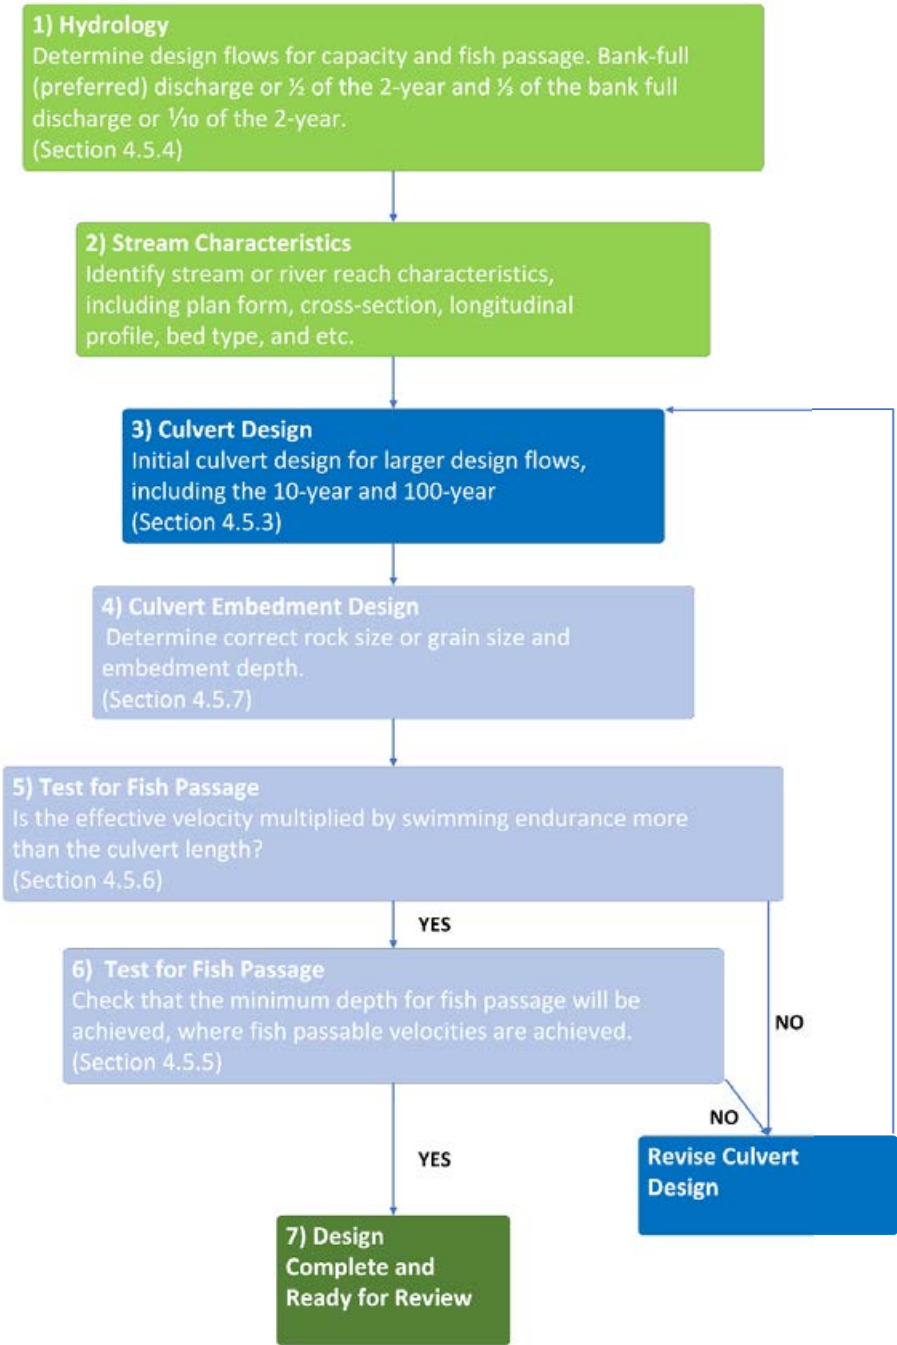 1) Hydrology
Determine design flows for capacity and fish passage. Bank-full
(preferred) discharge or ½ of the 2-year and ⅓ of the bank full
discharge or ⅒ of the 2-year.
(Section 4.5.4)
2) Stream Characteristics
Identify stream or river reach characteristics,
including plan form, cross-section, longitudinal
profile, bed type, and etc.
3) Culvert Design
Initial culvert design for larger design flows,
including the 10-year and 100-year
(Section 4.5.3)
4) Culvert Embedment Design
Determine correct rock size or grain size and
embedment depth.
(Section 4.5.7)
5) Test for Fish Passage
Is the effective velocity multiplied by swimming endurance more
than the culvert length?
(Section 4.5.6)
YES
6) Test for Fish Passage
Check that the minimum depth for fish passage will be
achieved, where fish passable velocities are achieved.
(Section 4.5.5)
NO
NO
YES
Revise Culvert
Design
7) Design
Complete and
Ready for Review